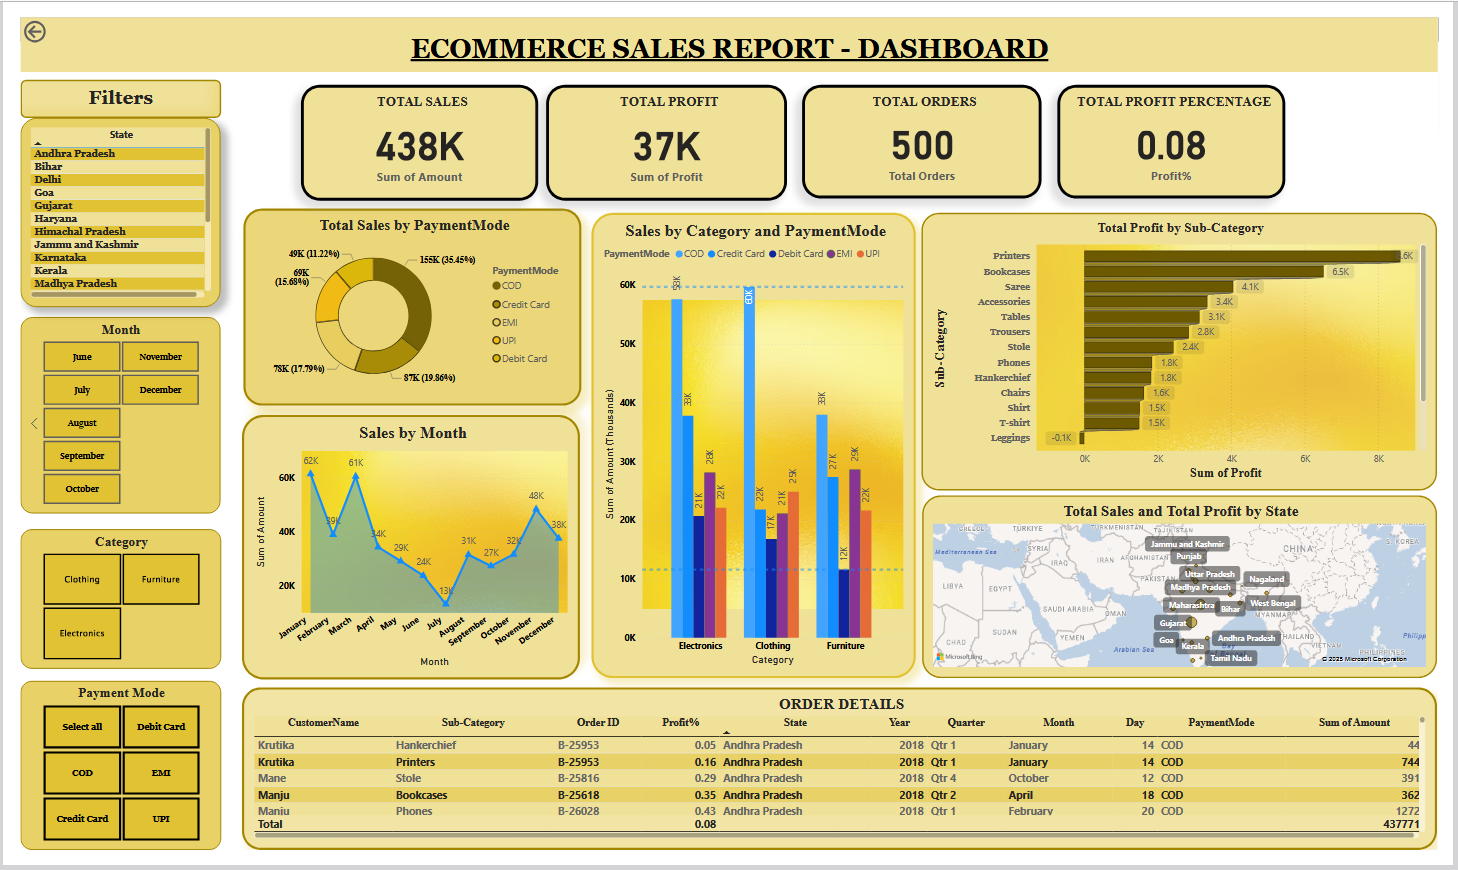 ECOMMERCE SALES REPORT - DASHBOARD
Filters
State
Andhra Pradesh
Bihar
Delhi
Goa
Gujarat
Haryana
Himachal Pradesh
Jammu and Kashmir
Karnataka
Kerala
Madhya Pradesh
Month
June November
July December
August
September
October
Category
Clothing Furniture
Electronics
Payment Mode
Select all Debit Card
COD EMI
Credit Card UPI
TOTAL SALES
438K
Sum of Amount
TOTAL PROFIT
37K
Sum of Profit
TOTAL ORDERS
500
Total Orders
TOTAL PROFIT PERCENTAGE
0.08
Profit%
Total Sales by PaymentMode
49K (11.22%)
155K (35.45%)
69K
(15.68%)
78K (17.79%)
87K (19.86%)
PaymentMode
COD
Credit Card
EMI
UPI
Debit Card
Sales by Month
Sum of Amount
60K
40K
20K
62K
39K
61K
34K
29K
24K
13K
31K
27K
32K
48K
38K
January
February
March
April
May
June
July
August
September
October
November
December
Month
Sales by Category and PaymentMode
PaymentMode COD Credit Card Debit Card EMI UPI
Sum of Amount (Thousands)
60K
50K
40K
30K
20K
10K
0K
58K
38K
21K
28K
22K
60K
22K
17K
21K
25K
38K
27K
12K
29K
22K
Electronics Clothing Furniture
Category
Total Profit by Sub-Category
Sub-Category
Printers
Bookcases 6.5K
Saree 4.1K
Accessories 3.4K
Tables 3.1K
Trousers 2.8K
Stole 2.4K
Phones 1.8K
Hankerchief 1.8K
Chairs 1.6K
Shirt 1.5K
T-shirt 1.5K
Leggings -0.1K
0K 2K 4K 6K 8K
Sum of Profit
Total Sales and Total Profit by State
TÜRKIYE
TURKMENISTAN
TAJIKISTAN
S. KOREA
Mediterranean Sea
SYRIA
IRAQ
IRAN
AFGHANISTAN
CHINA
Jammu and Kashmir
Punjab
Uttar Pradesh
Nagaland
PAKISTAN
Madhya Pradesh
LIBYA
EGYPT
SAUDI ARABIA
OMAN
Maharashtra
Bihar
West Bengal
MYANMAR
Gujarat
Goa
Andhra Pradesh
Kerala
Tamil Nadu
CHAD
SUDAN
YEMEN
Arabian Sea
THAILAND
VIETNAM
PHILIPPINES
Philipp
Microsoft Bing
© 2025 Microsoft Corporation
ORDER DETAILS
CustomerName Sub-Category Order ID Profit% State Year Quarter Month Day PaymentMode Sum of Amount
Krutika Hankerchief B-25953 0.05 Andhra Pradesh 2018 Qtr 1 January 14 COD 44
Krutika Printers B-25953 0.16 Andhra Pradesh 2018 Qtr 1 January 14 COD 744
Mane Stole B-25816 0.29 Andhra Pradesh 2018 Qtr 4 October 12 COD 391
Manju Bookcases B-25618 0.35 Andhra Pradesh 2018 Qtr 2 April 18 COD 362
Manju Phones B-26028 0.43 Andhra Pradesh 2018 Qtr 1 February 20 COD 1272
Total 0.08 437771